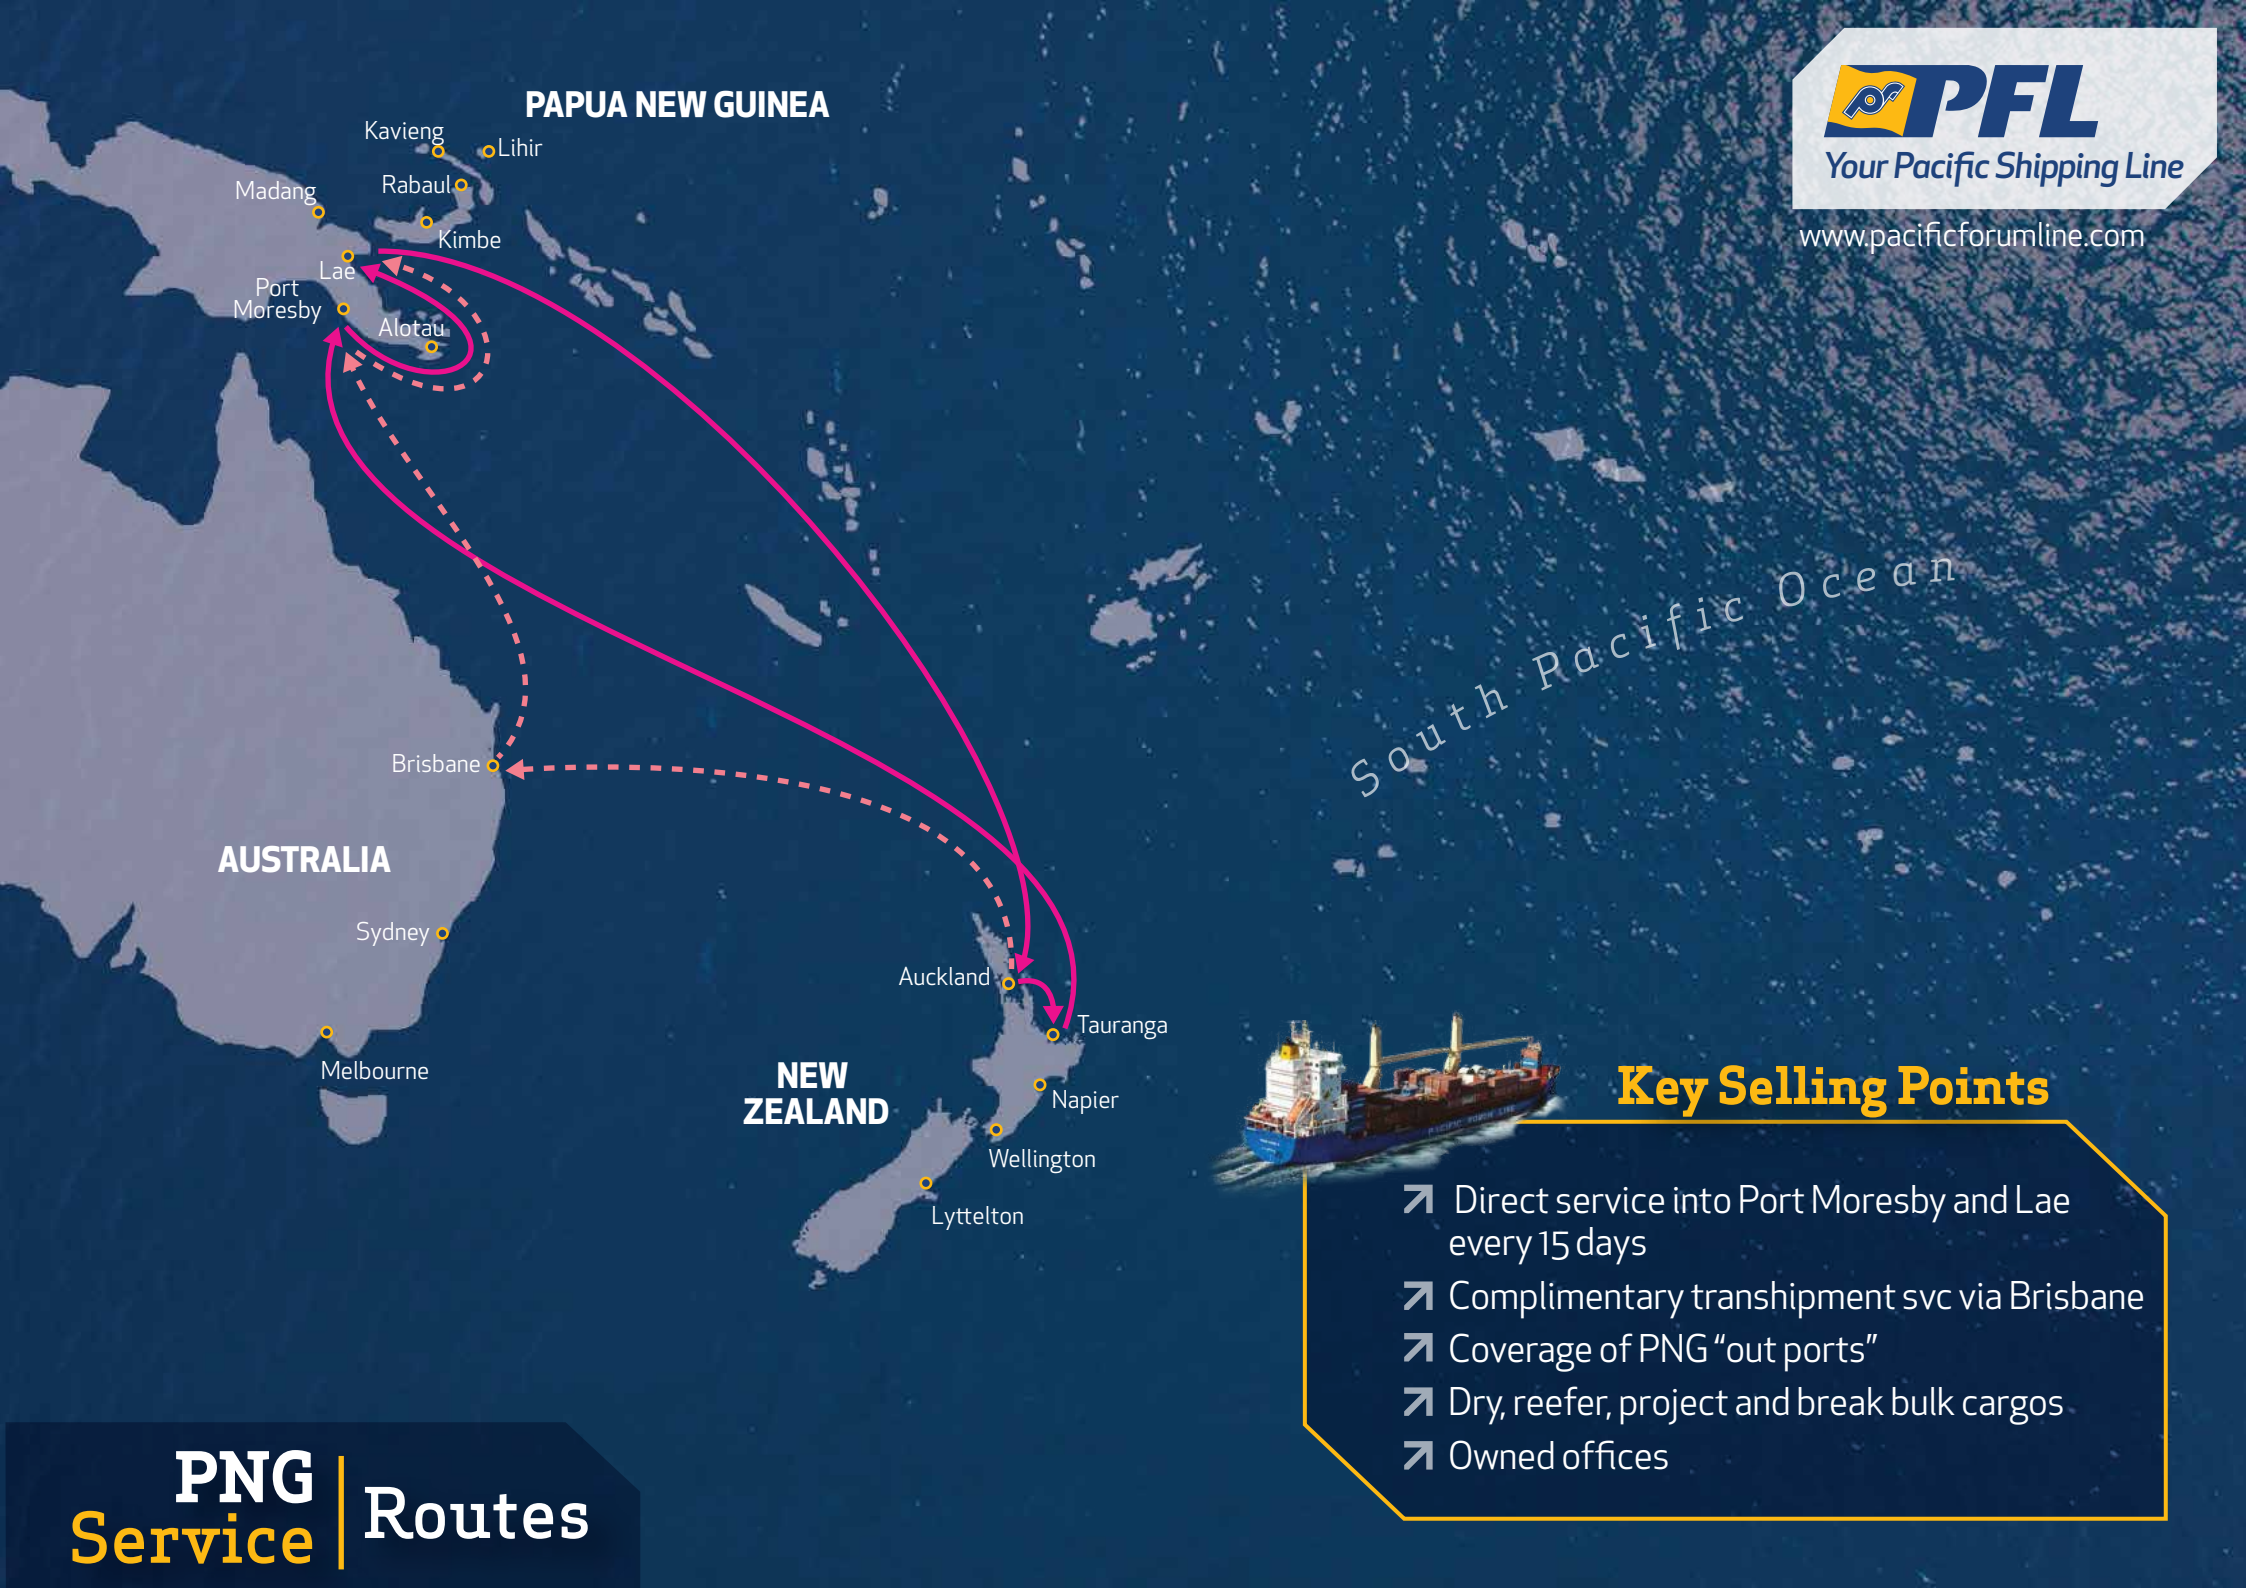 PFL
Your Pacific Shipping Line
www.pacificforumline.com
PAPUA NEW GUINEA
Kavieng
Lihir
Madang
Rabaul
Kimbe
Lae
Port
Moresby
Alotau
South Pacific Ocean
Brisbane
AUSTRALIA
Sydney
Melbourne
Auckland
Tauranga
NEW
ZEALAND
Napier
Wellington
Lyttelton
Key Selling Points
Direct service into Port Moresby and Lae
every 15 days
Complimentary transhipment svc via Brisbane
Coverage of PNG “out ports”
Dry, reefer, project and break bulk cargos
Owned offices
PACIFIC FORUM LINE
PNG
Service
Routes